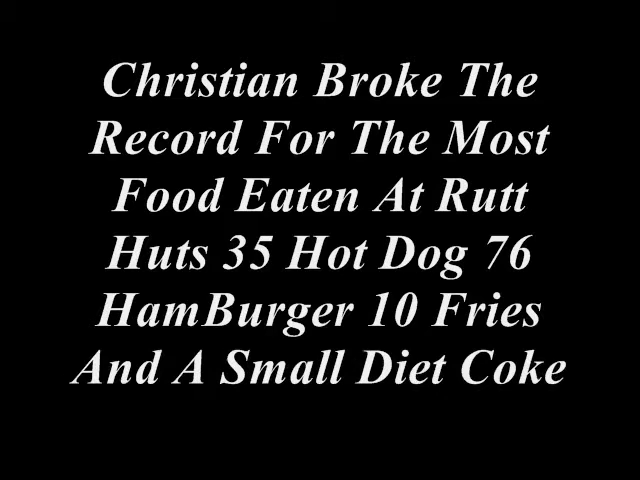 Christian Broke The
Record For The Most
Food Eaten At Rutt
Huts 35 Hot Dog 76
HamBurger 10 Fries
And A Small Diet Coke